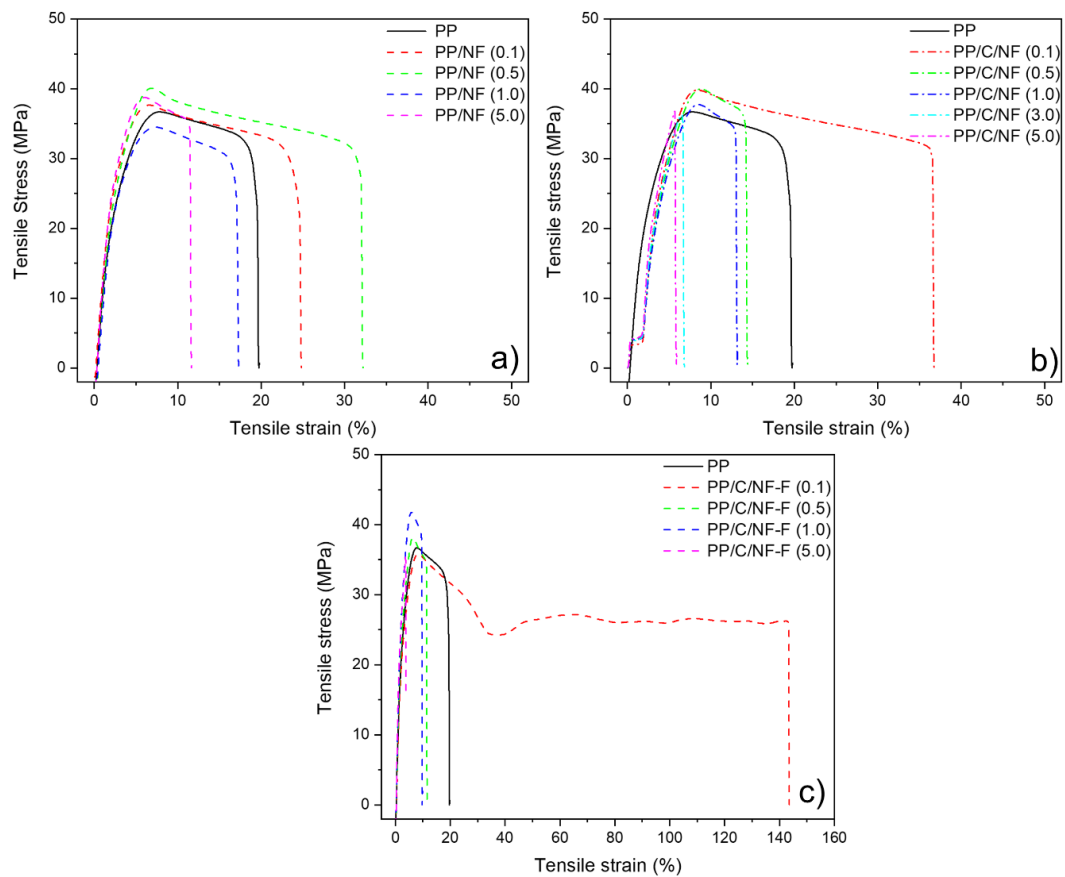 50
40
30
20
10
0
Tensile Stress (MPa)
PP
PP/NF (0.1)
PP/NF (0.5)
PP/NF (1.0)
PP/NF (5.0)
a)
0 10 20 30 40 50
Tensile strain (%)
50
40
30
20
10
0
Tensile stress (MPa)
PP
PP/C/NF (0.1)
PP/C/NF (0.5)
PP/C/NF (1.0)
PP/C/NF (3.0)
PP/C/NF (5.0)
b)
0 10 20 30 40 50
Tensile strain (%)
50
40
30
20
10
0
Tensile stress (MPa)
PP
PP/C/NF-F (0.1)
PP/C/NF-F (0.5)
PP/C/NF-F (1.0)
PP/C/NF-F (5.0)
c)
0 20 40 60 80 100 120 140 160
Tensile strain (%)